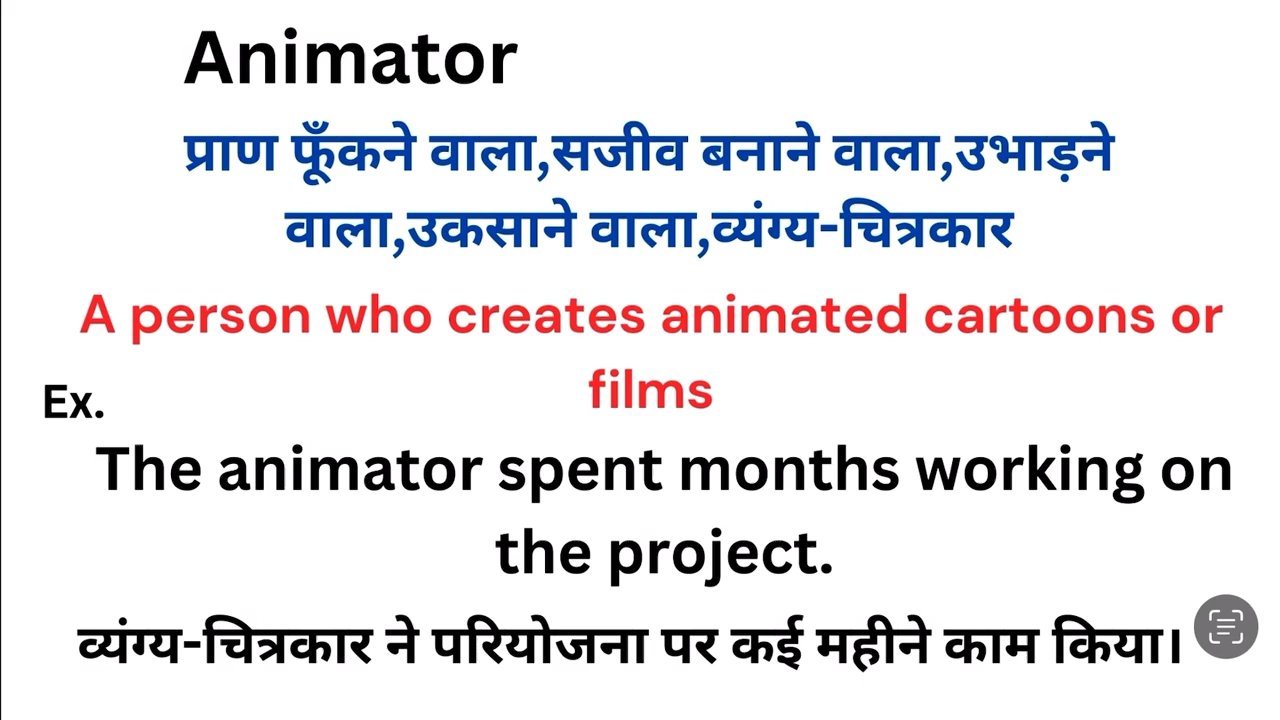 Animator
प्राण फूँकने वाला,सजीव बनाने वाला,उभाड़ने
वाला,उकसाने वाला,व्यंग्य-चित्रकार
A person who creates animated cartoons or
films
Ex.
The animator spent months working on
the project.
व्यंग्य-चित्रकार ने परियोजना पर कई महीने काम किया।